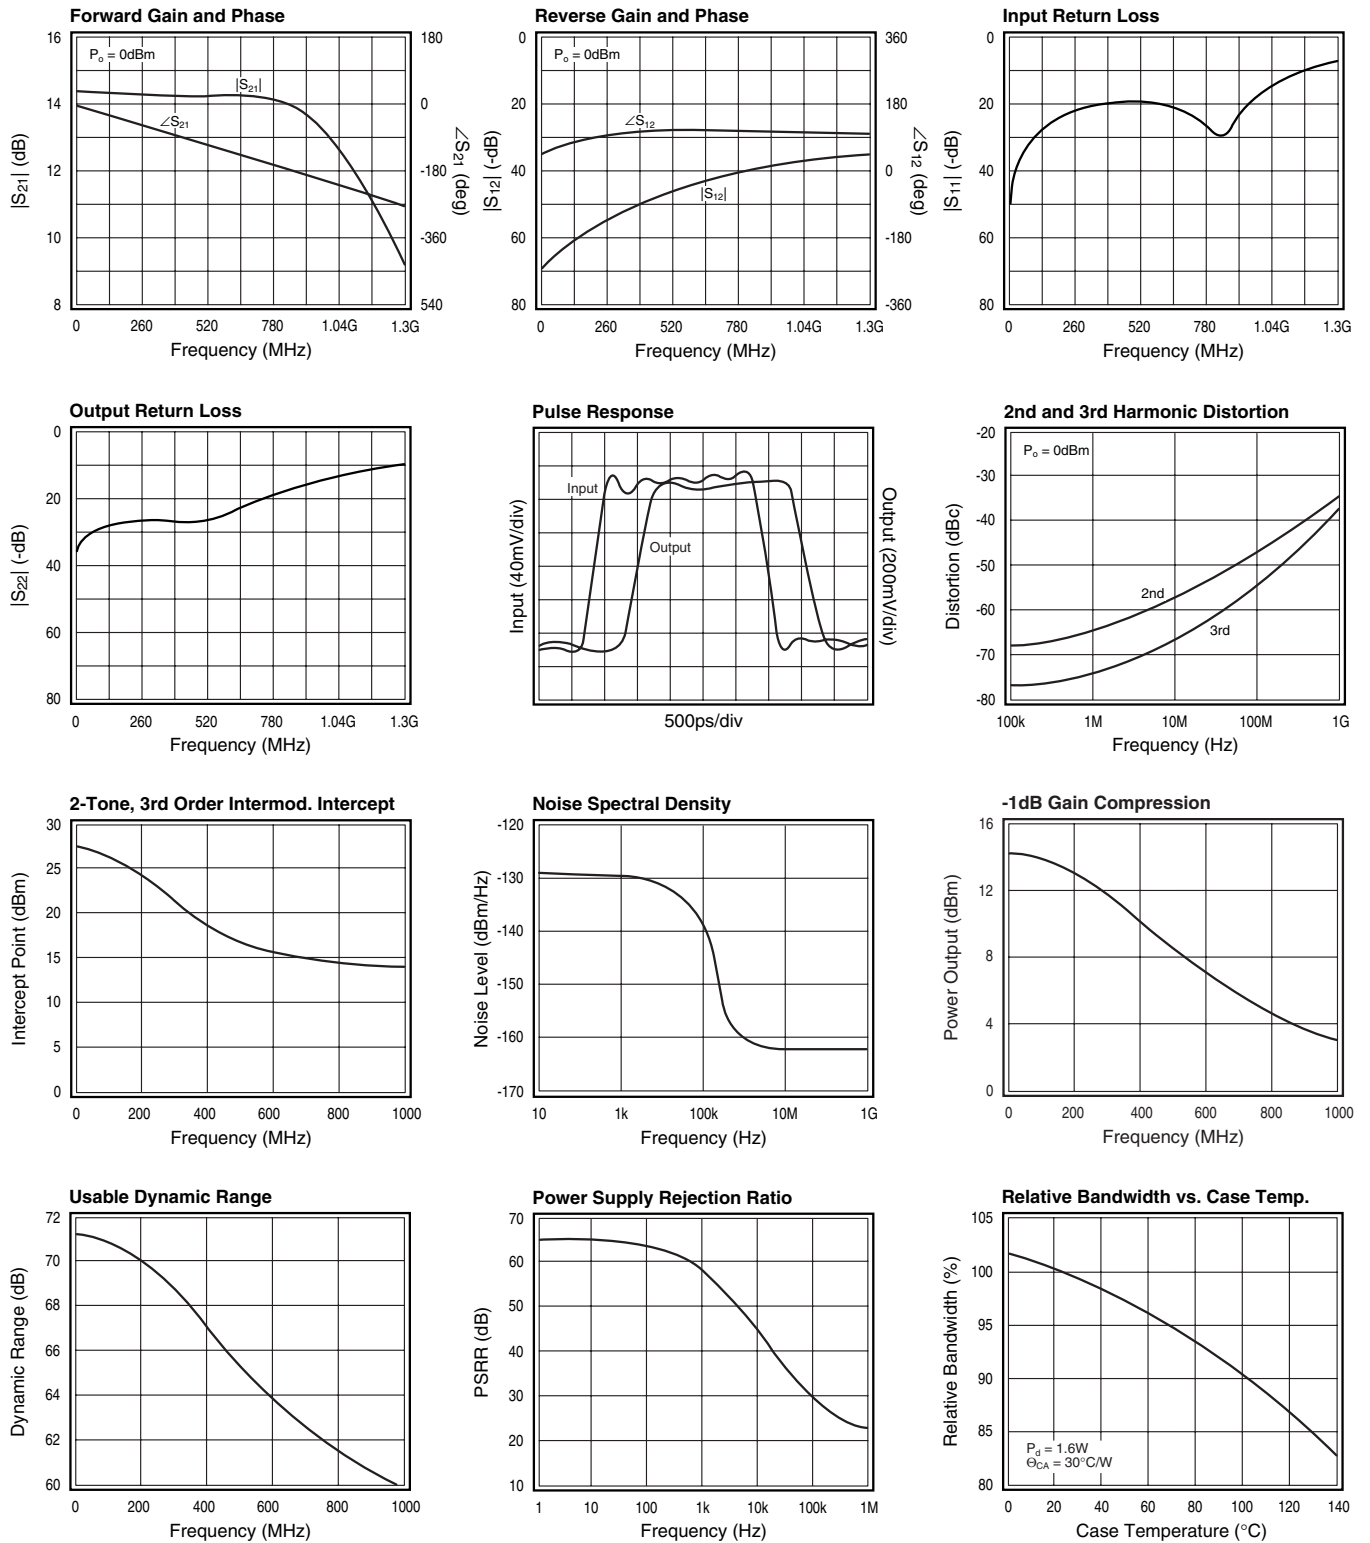 Forward Gain and Phase
16
14
12
10
8
|S21| (dB)
Po = 0dBm
|S21|
∠S21
180
0
-180
-360
540
∠S21 (deg)
0
260
520
780
1.04G
1.3G
Frequency (MHz)
Reverse Gain and Phase
0
20
40
60
80
|S12| (-dB)
Po = 0dBm
∠S12
|S12|
360
180
0
-180
-360
∠S12 (deg)
0
260
520
780
1.04G
1.3G
Frequency (MHz)
Input Return Loss
0
20
40
60
80
|S11| (-dB)
0
260
520
780
1.04G
1.3G
Frequency (MHz)
Output Return Loss
0
20
40
60
80
|S22| (-dB)
0
260
520
780
1.04G
1.3G
Frequency (MHz)
Pulse Response
Input (40mV/div)
Input
Output
Output (200mV/div)
500ps/div
2nd and 3rd Harmonic Distortion
-20
-30
-40
-50
-60
-70
-80
Distortion (dBc)
Po = 0dBm
2nd
3rd
100k
1M
10M
100M
1G
Frequency (Hz)
2-Tone, 3rd Order Intermod. Intercept
30
25
20
15
10
5
0
Intercept Point (dBm)
0
200
400
600
800
1000
Frequency (MHz)
Noise Spectral Density
-120
-130
-140
-150
-160
-170
Noise Level (dBm/Hz)
10
1k
100k
10M
1G
Frequency (Hz)
-1dB Gain Compression
16
12
8
4
0
Power Output (dBm)
0
200
400
600
800
1000
Frequency (MHz)
Usable Dynamic Range
72
70
68
66
64
62
60
Dynamic Range (dB)
0
200
400
600
800
1000
Frequency (MHz)
Power Supply Rejection Ratio
70
60
50
40
30
20
10
PSRR (dB)
1
10
100
1k
10k
100k
1M
Frequency (Hz)
Relative Bandwidth vs. Case Temp.
105
100
95
90
85
80
Relative Bandwidth (%)
Pd = 1.6W
ΘCA = 30°C/W
0
20
40
60
80
100
120
140
Case Temperature (°C)